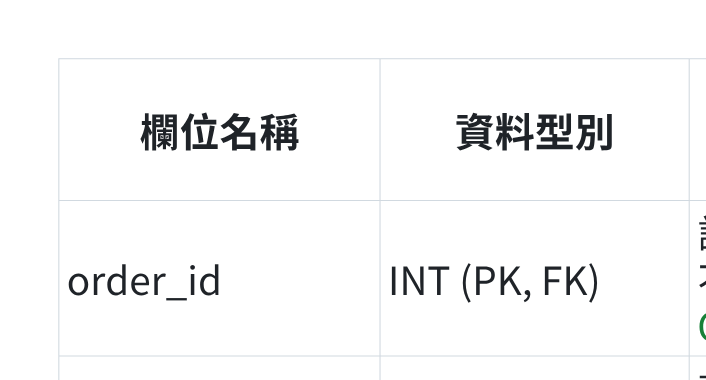 欄位名稱
資料型別
order_id
INT (PK, FK)